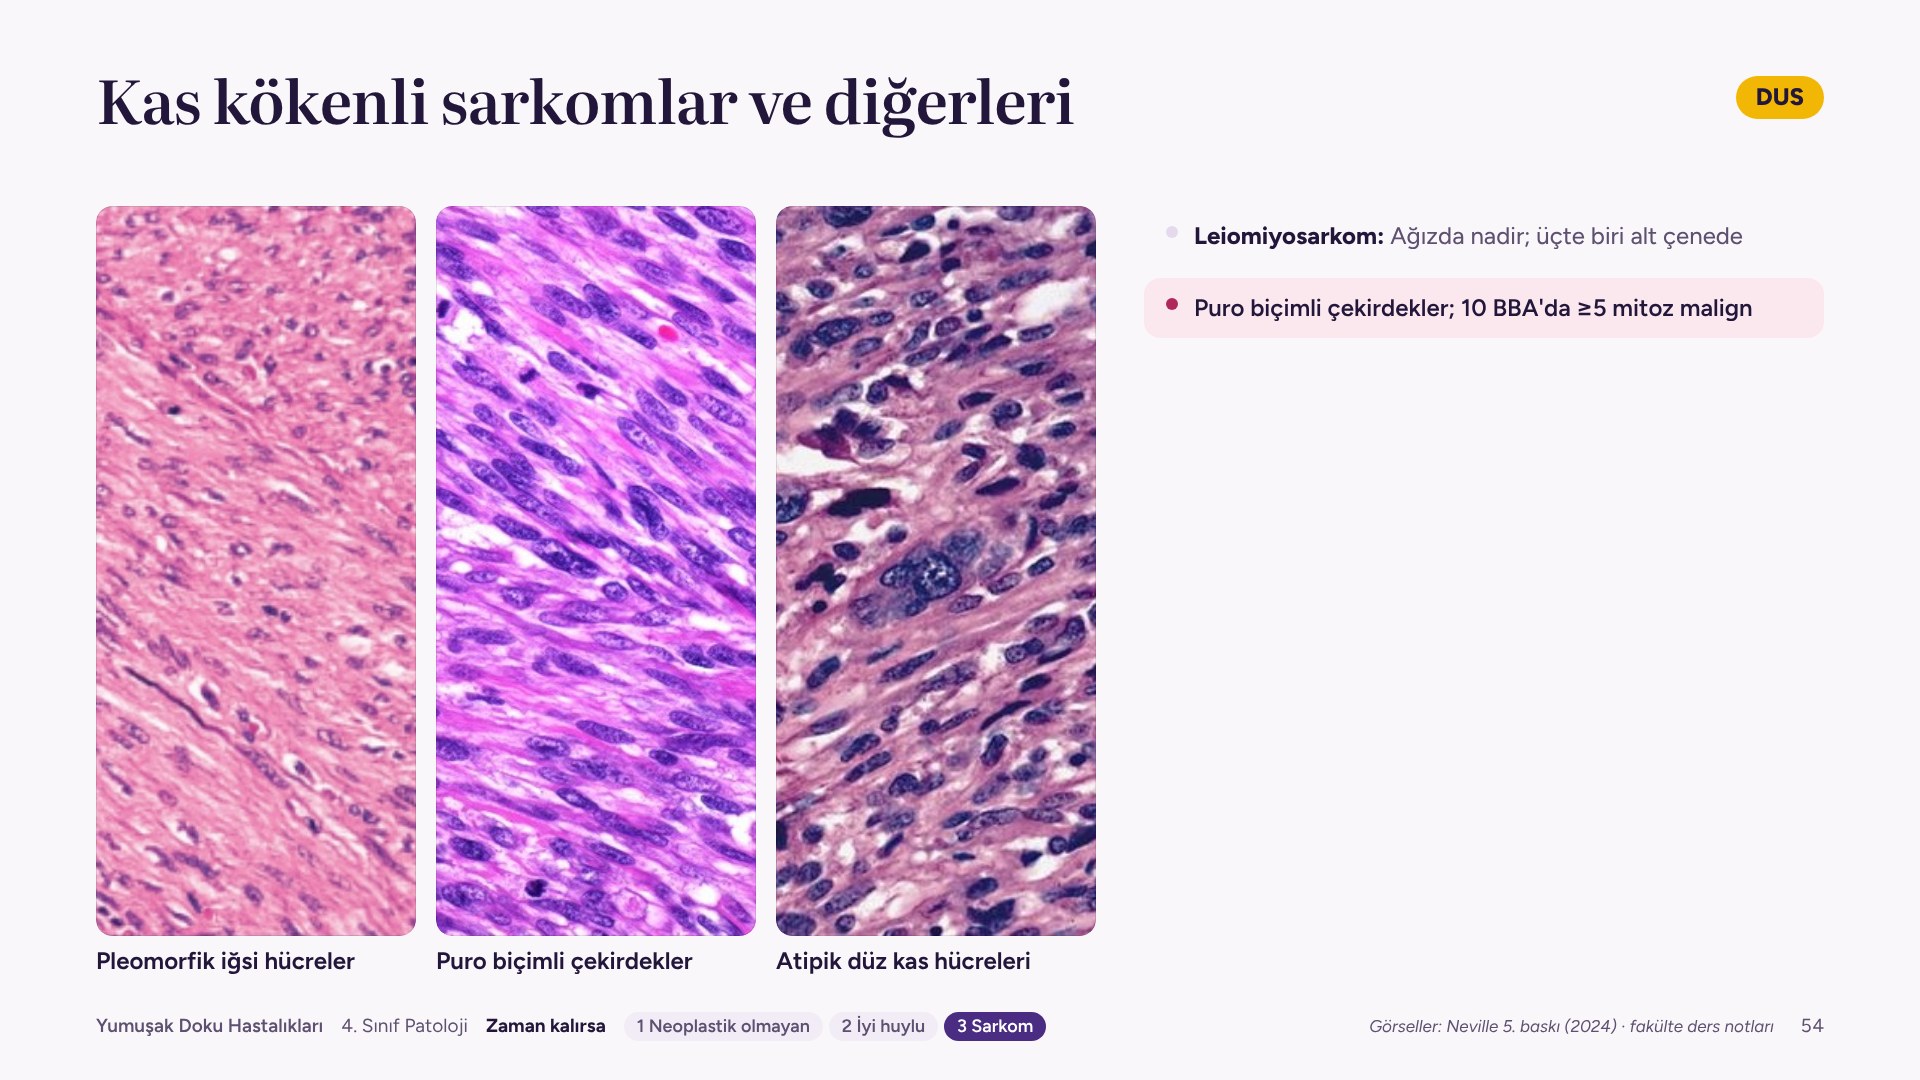 Kas kökenli sarkomlar ve diğerleri
DUS
Leiomiyosarkom: Ağızda nadir; üçte biri alt çenede
Puro biçimli çekirdekler; 10 BBA'da ≥5 mitoz malign
Pleomorfik iğsi hücreler
Puro biçimli çekirdekler
Atipik düz kas hücreleri
Yumuşak Doku Hastalıkları 4. Sınıf Patoloji Zaman kalırsa 1 Neoplastik olmayan 2 İyi huylu 3 Sarkom
Görseller: Neville 5. baskı (2024) · fakülte ders notları 54